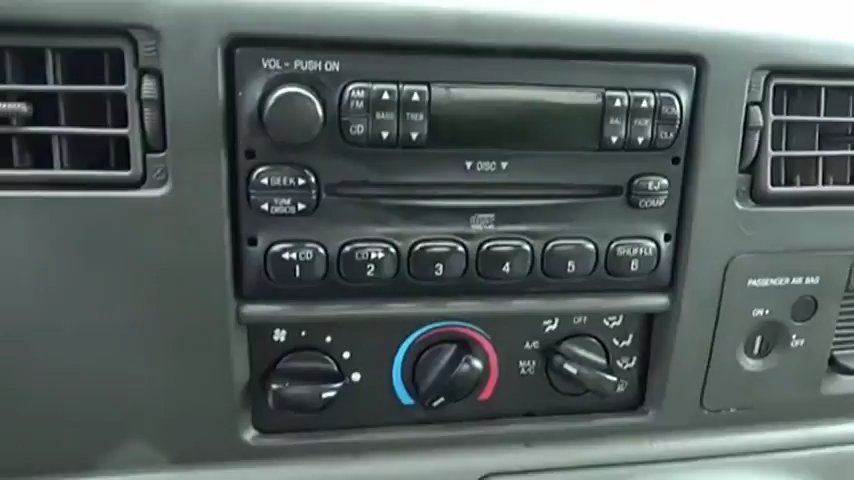 VOL - PUSH ON
AM
FM
BASS
TREB
BAL
FADE
SCN
CD
CLK
▼ DISC ▼
◀ SEEK ▶
EJ
◀ TUNE ▶
DISCS
COMP
◀◀ CD
1
CD ▶▶
2
3
4
5
SHUFFLE
6
PASSENGER AIR BAG
ON
OFF
OFF
A/C
MAX
A/C